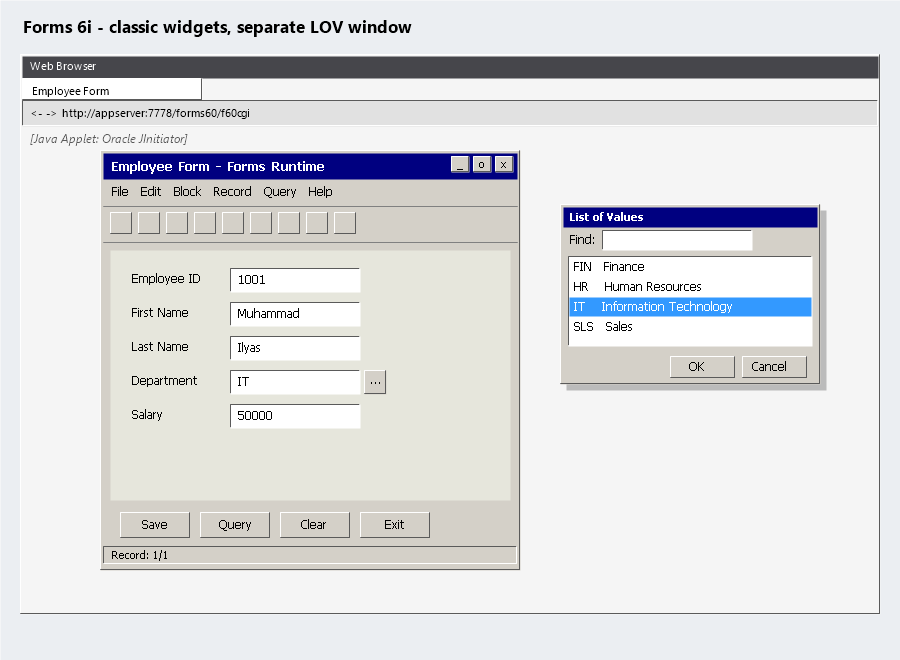 Forms 6i - classic widgets, separate LOV window
Web Browser
Employee Form
<- -> http://appserver:7778/forms60/f60cgi
[Java Applet: Oracle JInitiator]
Employee Form - Forms Runtime
_ o x
File Edit Block Record Query Help
Employee ID 1001
First Name Muhammad
Last Name Ilyas
Department IT ...
Salary 50000
Save Query Clear Exit
Record: 1/1
List of Values
Find:
FIN Finance
HR Human Resources
IT Information Technology
SLS Sales
OK Cancel